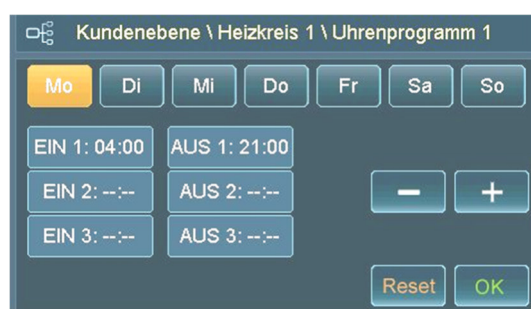 Kundenebene \ Heizkreis 1 \ Uhrenprogramm 1
Mo Di Mi Do Fr Sa So
EIN 1: 04:00 AUS 1: 21:00
EIN 2: --:-- AUS 2: --:--
− +
EIN 3: --:-- AUS 3: --:--
Reset OK